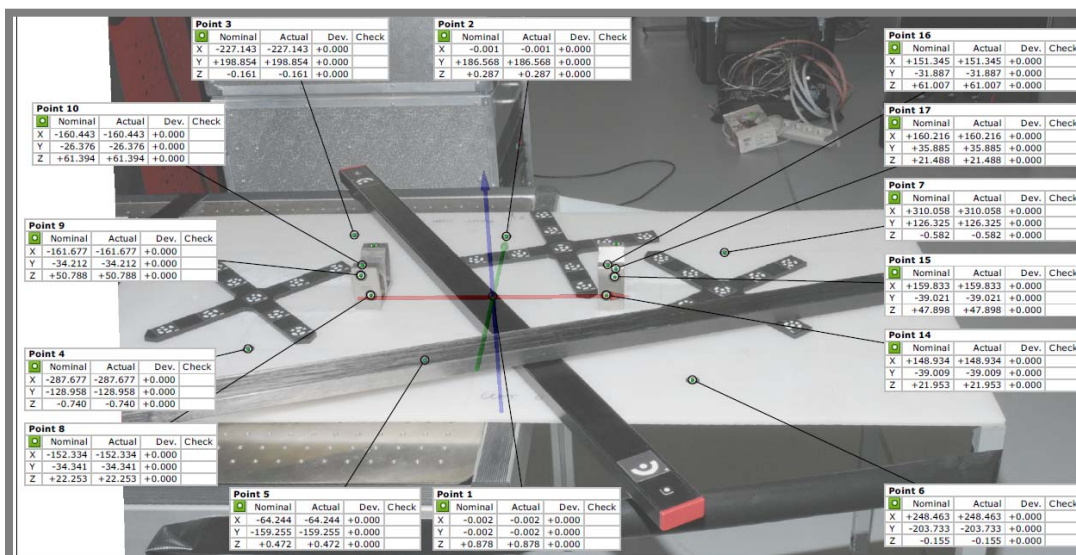 Point 3
Nominal Actual Dev. Check
X -227.143 -227.143 +0.000
Y +198.854 +198.854 +0.000
Z -0.161 -0.161 +0.000
Point 2
Nominal Actual Dev. Check
X -0.001 -0.001 +0.000
Y +186.568 +186.568 +0.000
Z +0.287 +0.287 +0.000
Point 16
Nominal Actual Dev. Check
X +151.345 +151.345 +0.000
Y -31.887 -31.887 +0.000
Z +61.007 +61.007 +0.000
Point 10
Nominal Actual Dev. Check
X -160.443 -160.443 +0.000
Y -26.376 -26.376 +0.000
Z +61.394 +61.394 +0.000
Point 17
Nominal Actual Dev. Check
X +160.216 +160.216 +0.000
Y +35.885 +35.885 +0.000
Z +21.488 +21.488 +0.000
Point 7
Nominal Actual Dev. Check
X +310.058 +310.058 +0.000
Y +126.325 +126.325 +0.000
Z -0.582 -0.582 +0.000
Point 9
Nominal Actual Dev. Check
X -161.677 -161.677 +0.000
Y -34.212 -34.212 +0.000
Z +50.788 +50.788 +0.000
Point 15
Nominal Actual Dev. Check
X +159.833 +159.833 +0.000
Y -39.021 -39.021 +0.000
Z +47.898 +47.898 +0.000
Point 14
Nominal Actual Dev. Check
X +148.934 +148.934 +0.000
Y -39.009 -39.009 +0.000
Z +21.953 +21.953 +0.000
Point 4
Nominal Actual Dev. Check
X -287.677 -287.677 +0.000
Y -128.958 -128.958 +0.000
Z -0.740 -0.740 +0.000
Point 8
Nominal Actual Dev. Check
X -152.334 -152.334 +0.000
Y -34.341 -34.341 +0.000
Z +22.253 +22.253 +0.000
Point 5
Nominal Actual Dev. Check
X -64.244 -64.244 +0.000
Y -159.255 -159.255 +0.000
Z +0.472 +0.472 +0.000
Point 1
Nominal Actual Dev. Check
X -0.002 -0.002 +0.000
Y -0.002 -0.002 +0.000
Z +0.878 +0.878 +0.000
Point 6
Nominal Actual Dev. Check
X +248.463 +248.463 +0.000
Y -203.733 -203.733 +0.000
Z -0.155 -0.155 +0.000